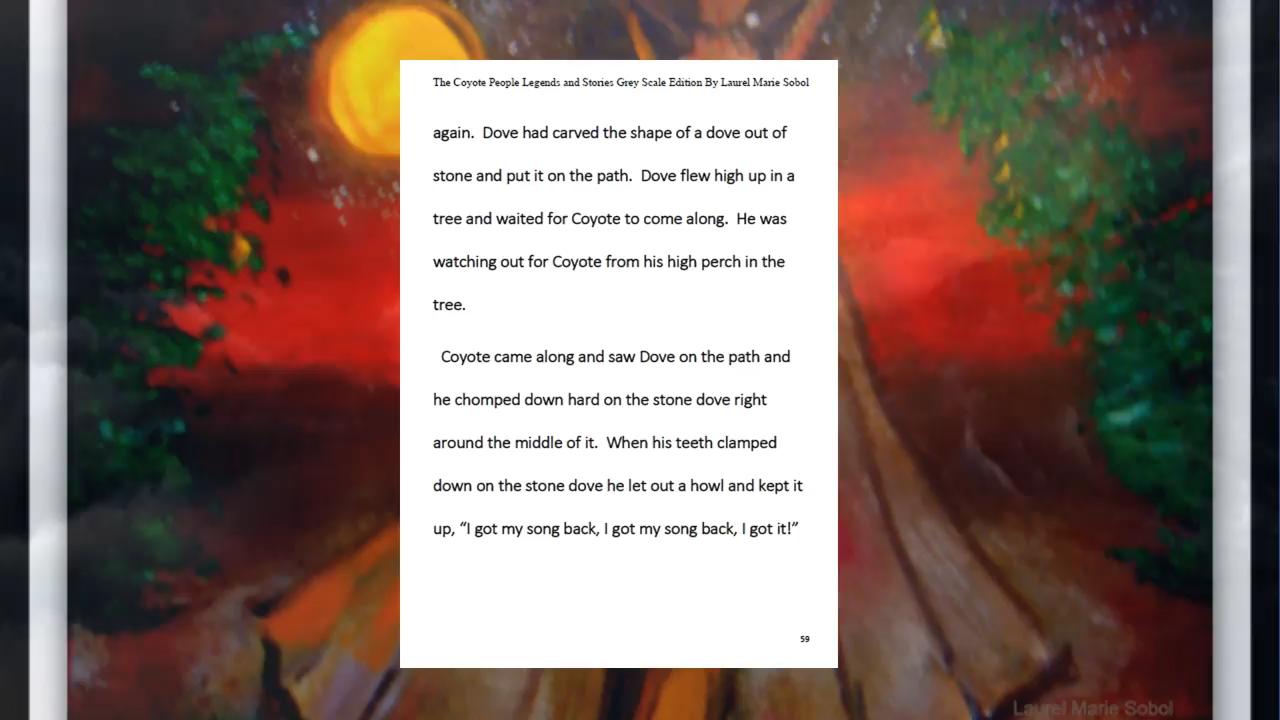 The Coyote People Legends and Stories Grey Scale Edition By Laurel Marie Sobol
again.  Dove had carved the shape of a dove out of
stone and put it on the path.  Dove flew high up in a
tree and waited for Coyote to come along.  He was
watching out for Coyote from his high perch in the
tree.
Coyote came along and saw Dove on the path and
he chomped down hard on the stone dove right
around the middle of it.  When his teeth clamped
down on the stone dove he let out a howl and kept it
up, “I got my song back, I got my song back, I got it!”
59
Laurel Marie Sobol